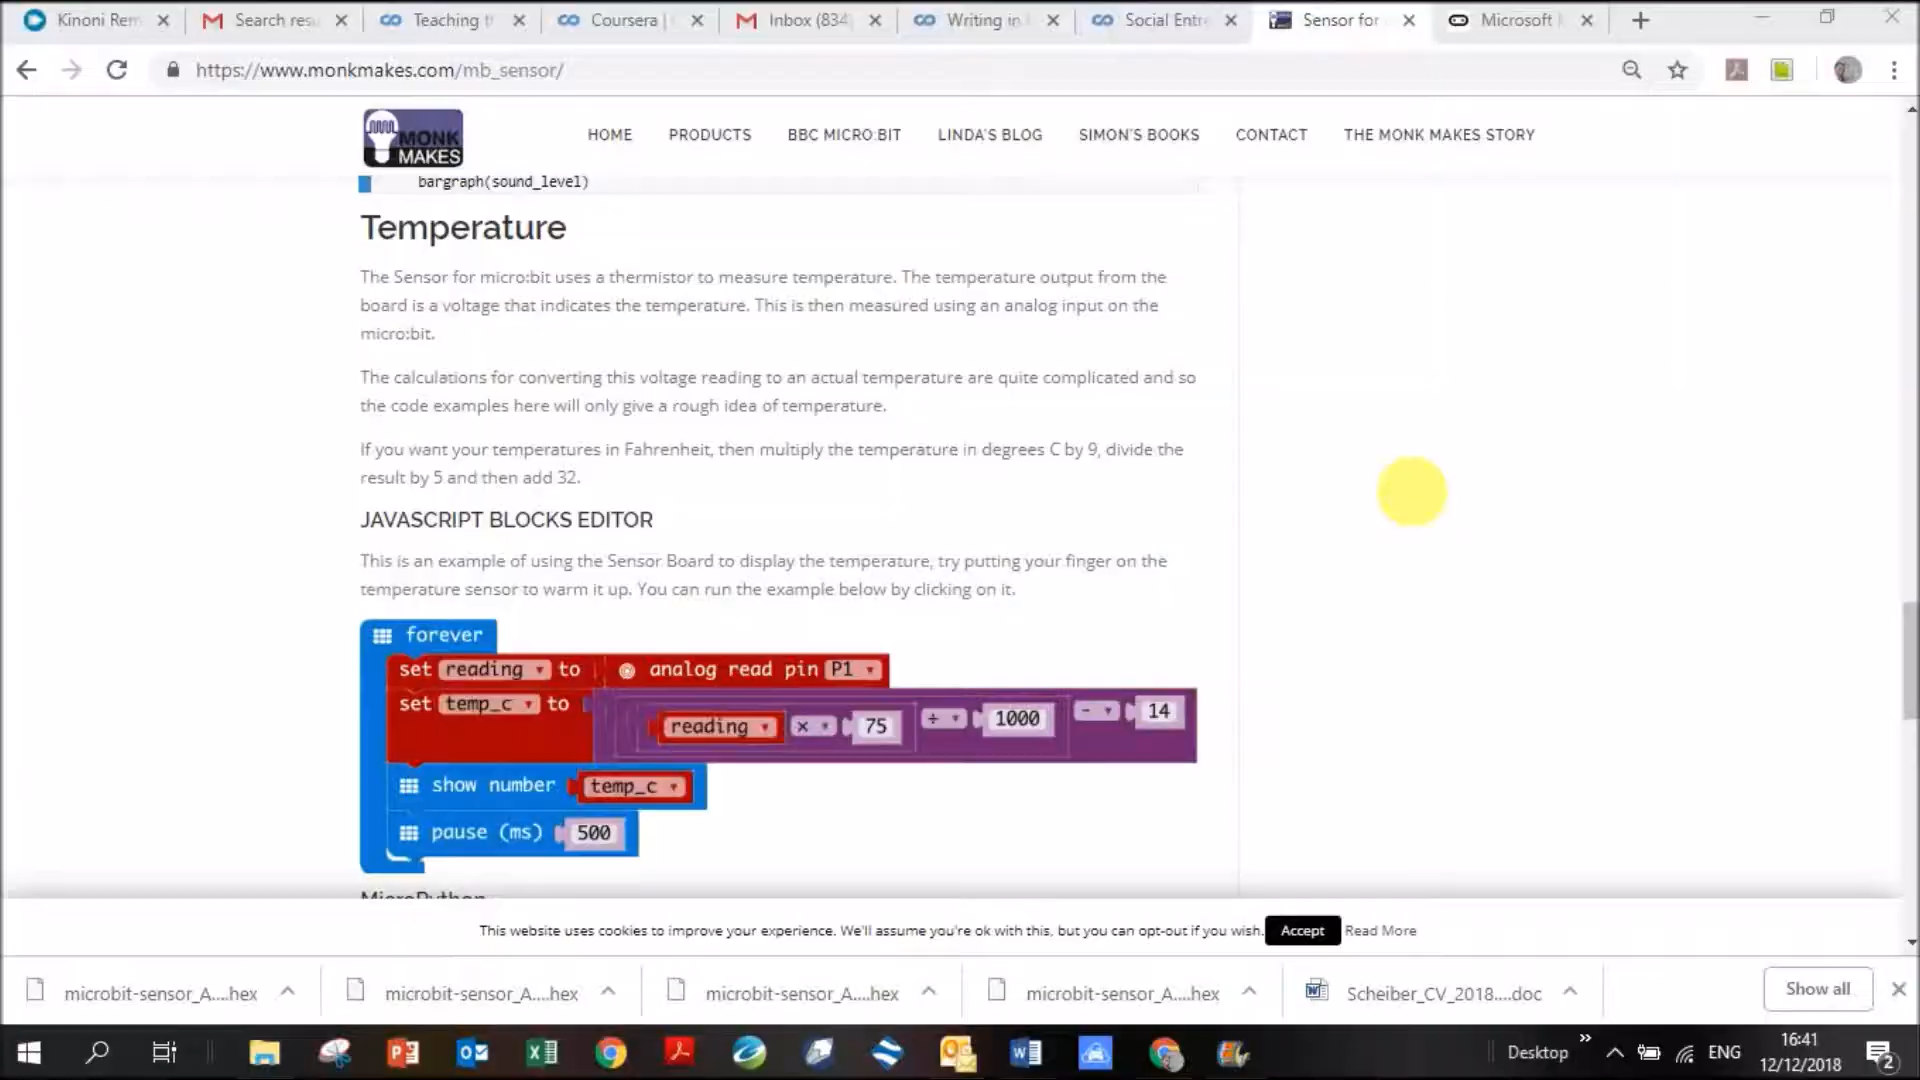 Kinoni Rem
Search resu
Teaching t
Coursera |
Inbox (834
Writing in
Social Entre
Sensor for
Microsoft
https://www.monkmakes.com/mb_sensor/
MONK
MAKES
HOME
PRODUCTS
BBC MICRO:BIT
LINDA'S BLOG
SIMON'S BOOKS
CONTACT
THE MONK MAKES STORY
bargraph(sound_level)
Temperature
The Sensor for micro:bit uses a thermistor to measure temperature. The temperature output from the
board is a voltage that indicates the temperature. This is then measured using an analog input on the
micro:bit.
The calculations for converting this voltage reading to an actual temperature are quite complicated and so
the code examples here will only give a rough idea of temperature.
If you want your temperatures in Fahrenheit, then multiply the temperature in degrees C by 9, divide the
result by 5 and then add 32.
JAVASCRIPT BLOCKS EDITOR
This is an example of using the Sensor Board to display the temperature, try putting your finger on the
temperature sensor to warm it up. You can run the example below by clicking on it.
forever
set reading to analog read pin P1
set temp_c to reading × 75 ÷ 1000 - 14
show number temp_c
pause (ms) 500
MicroPython
This website uses cookies to improve your experience. We'll assume you're ok with this, but you can opt-out if you wish. Accept Read More
microbit-sensor_A....hex
microbit-sensor_A....hex
microbit-sensor_A....hex
microbit-sensor_A....hex
Scheiber_CV_2018....doc
Show all
Desktop
ENG
16:41
12/12/2018
2